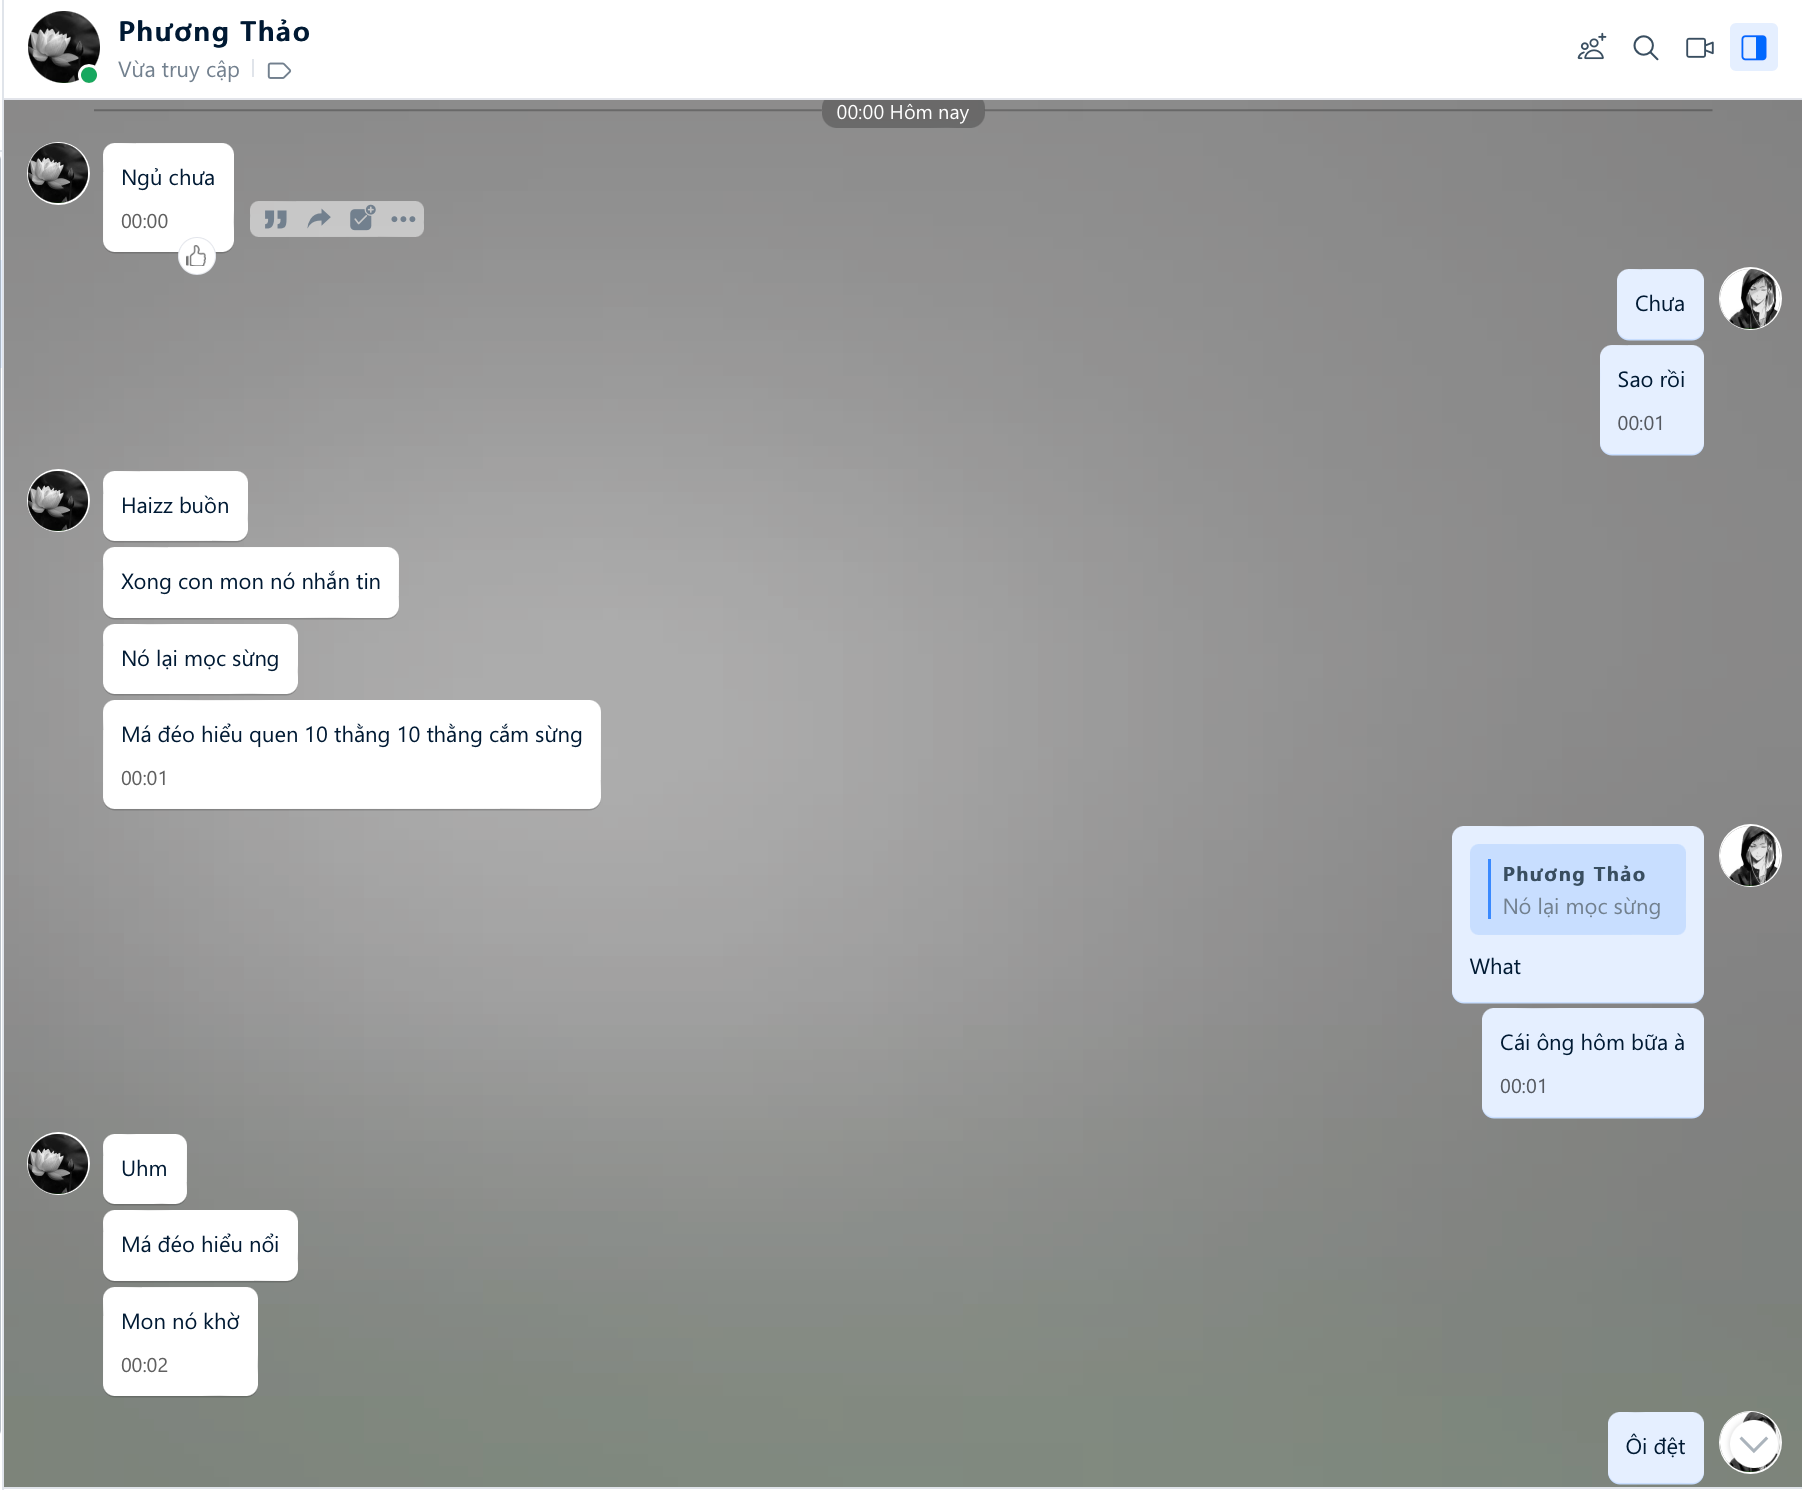 Phương Thảo
Vừa truy cập
00:00 Hôm nay
Ngủ chưa
00:00
Chưa
Sao rồi
00:01
Haizz buồn
Xong con mon nó nhắn tin
Nó lại mọc sừng
Má đéo hiểu quen 10 thằng 10 thằng cắm sừng
00:01
Phương Thảo
Nó lại mọc sừng
What
Cái ông hôm bữa à
00:01
Uhm
Má đéo hiểu nổi
Mon nó khờ
00:02
Ôi đệt